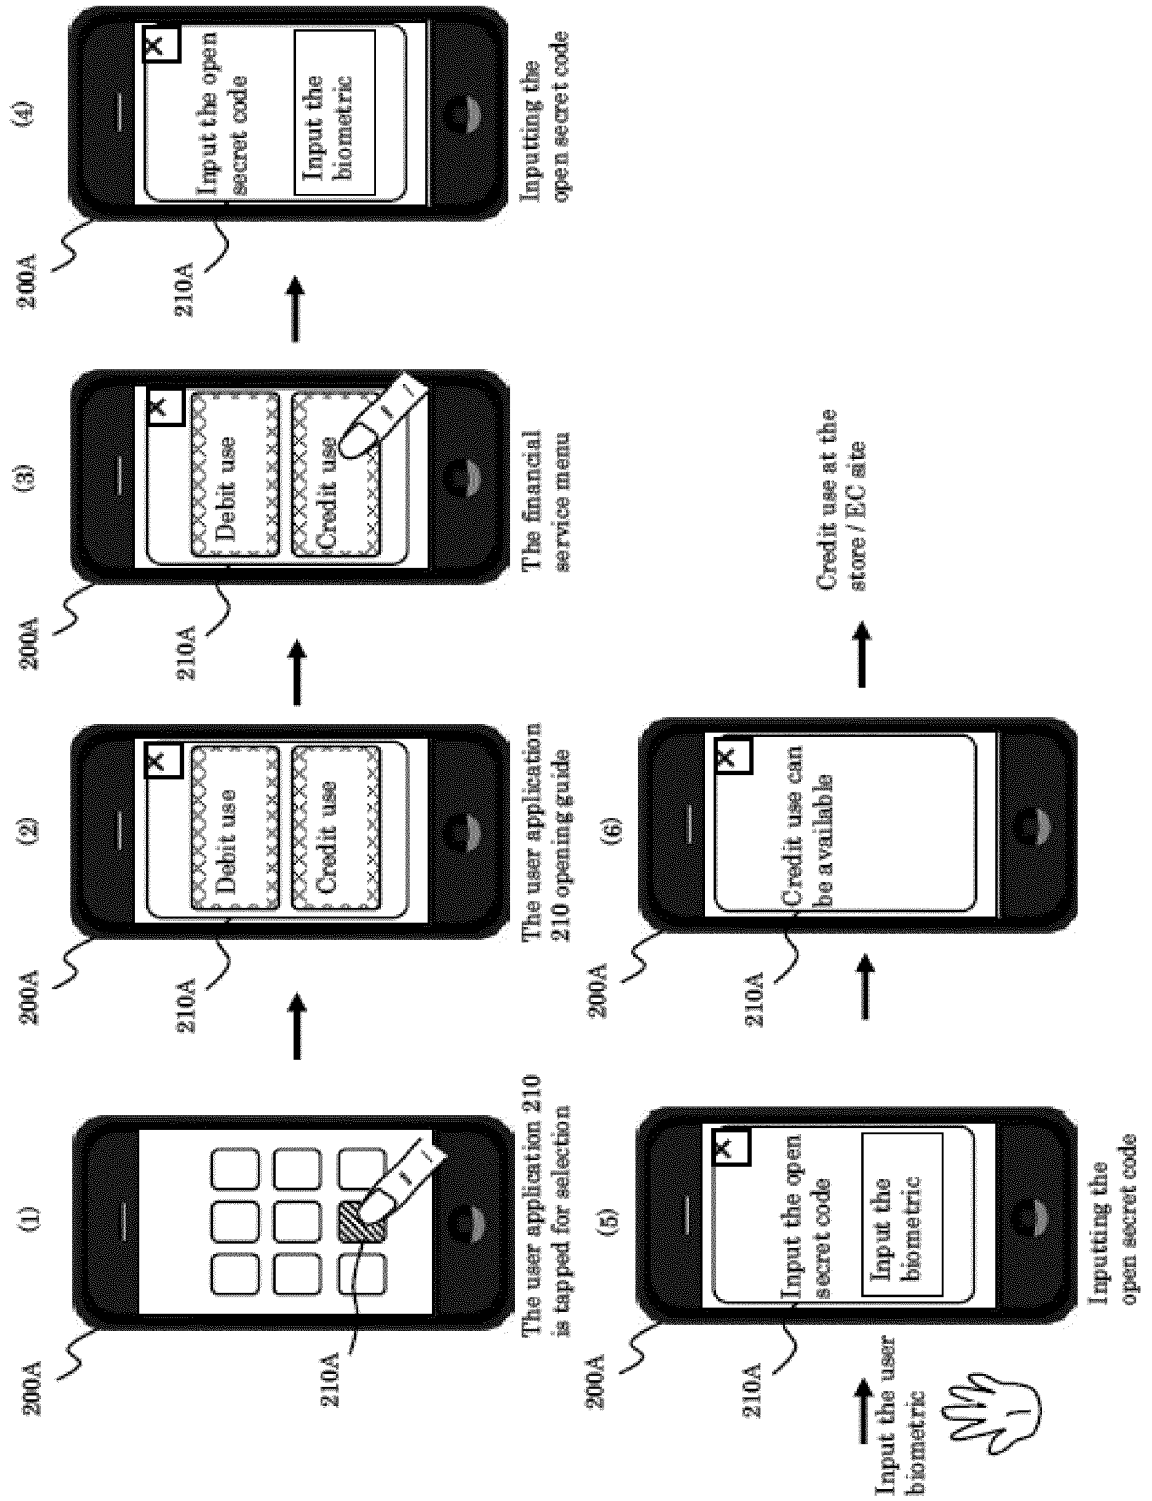 (1)
200A
210A
The user application 210
is tapped for selection
(2)
200A
X
Debit use
Credit use
210A
The user application
210 opening guide
(3)
200A
X
Debit use
Credit use
210A
The financial
service menu
(4)
200A
X
Input the open
secret code
Input the
biometric
210A
Inputting the
open secret code
Input the user
biometric
(5)
200A
X
Input the open
secret code
Input the
biometric
210A
Inputting the
open secret code
(6)
200A
X
Credit use can
be available
210A
Credit use at the
store / EC site